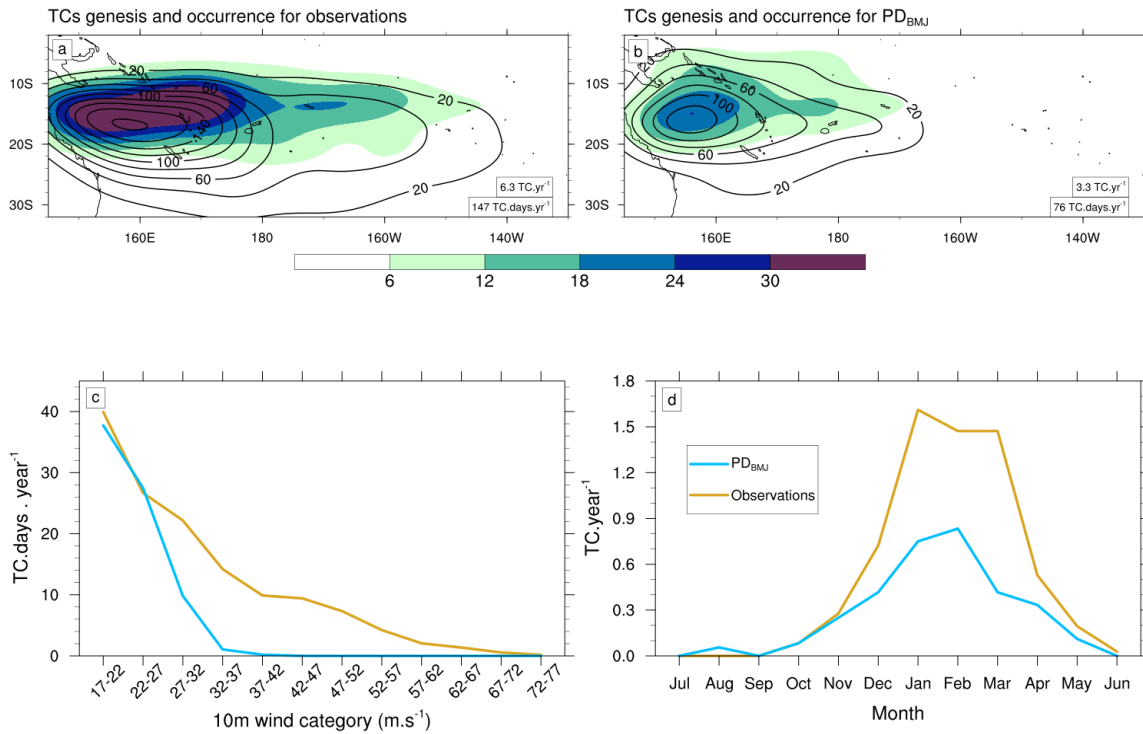 TCs genesis and occurrence for observations
TCs genesis and occurrence for PD_BMJ
a
20
60
100
140
100
60
20
20
20
10S
20S
30S
6.3 TC.yr⁻¹
147 TC.days.yr⁻¹
160E
180
160W
140W
b
20
60
100
20
60
20
10S
20S
30S
3.3 TC.yr⁻¹
76 TC.days.yr⁻¹
160E
180
160W
140W
6 12 18 24 30
c
40
30
20
10
0
TC.days . year⁻¹
17-22 22-27 27-32 32-37 37-42 42-47 47-52 52-57 57-62 62-67 67-72 72-77
10m wind category (m.s⁻¹)
d
1.8
1.5
1.2
0.9
0.6
0.3
0.0
TC.year⁻¹
PD_BMJ
Observations
Jul Aug Sep Oct Nov Dec Jan Feb Mar Apr May Jun
Month